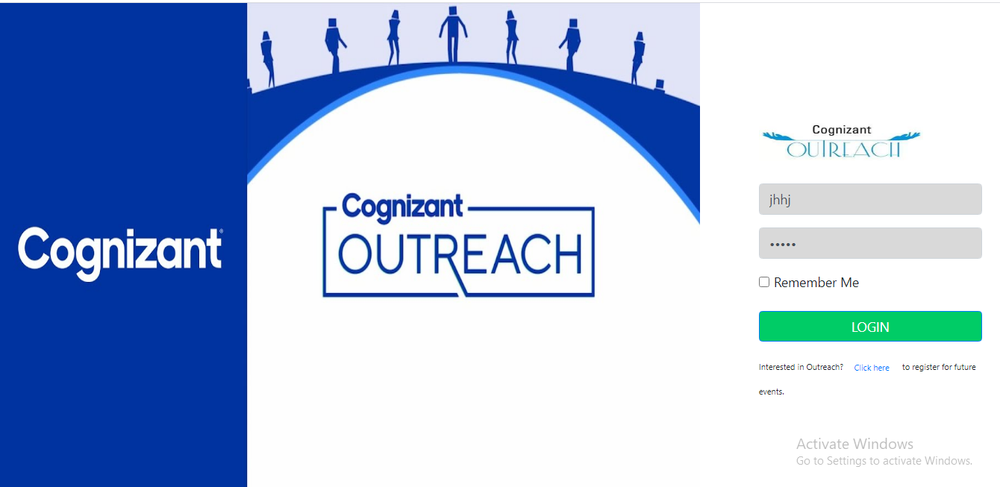 Cognizant
Cognizant
OUTREACH
Cognizant
OUTREACH
jhhj
•••••
Remember Me
LOGIN
Interested in Outreach? Click here to register for future
events.
Activate Windows
Go to Settings to activate Windows.